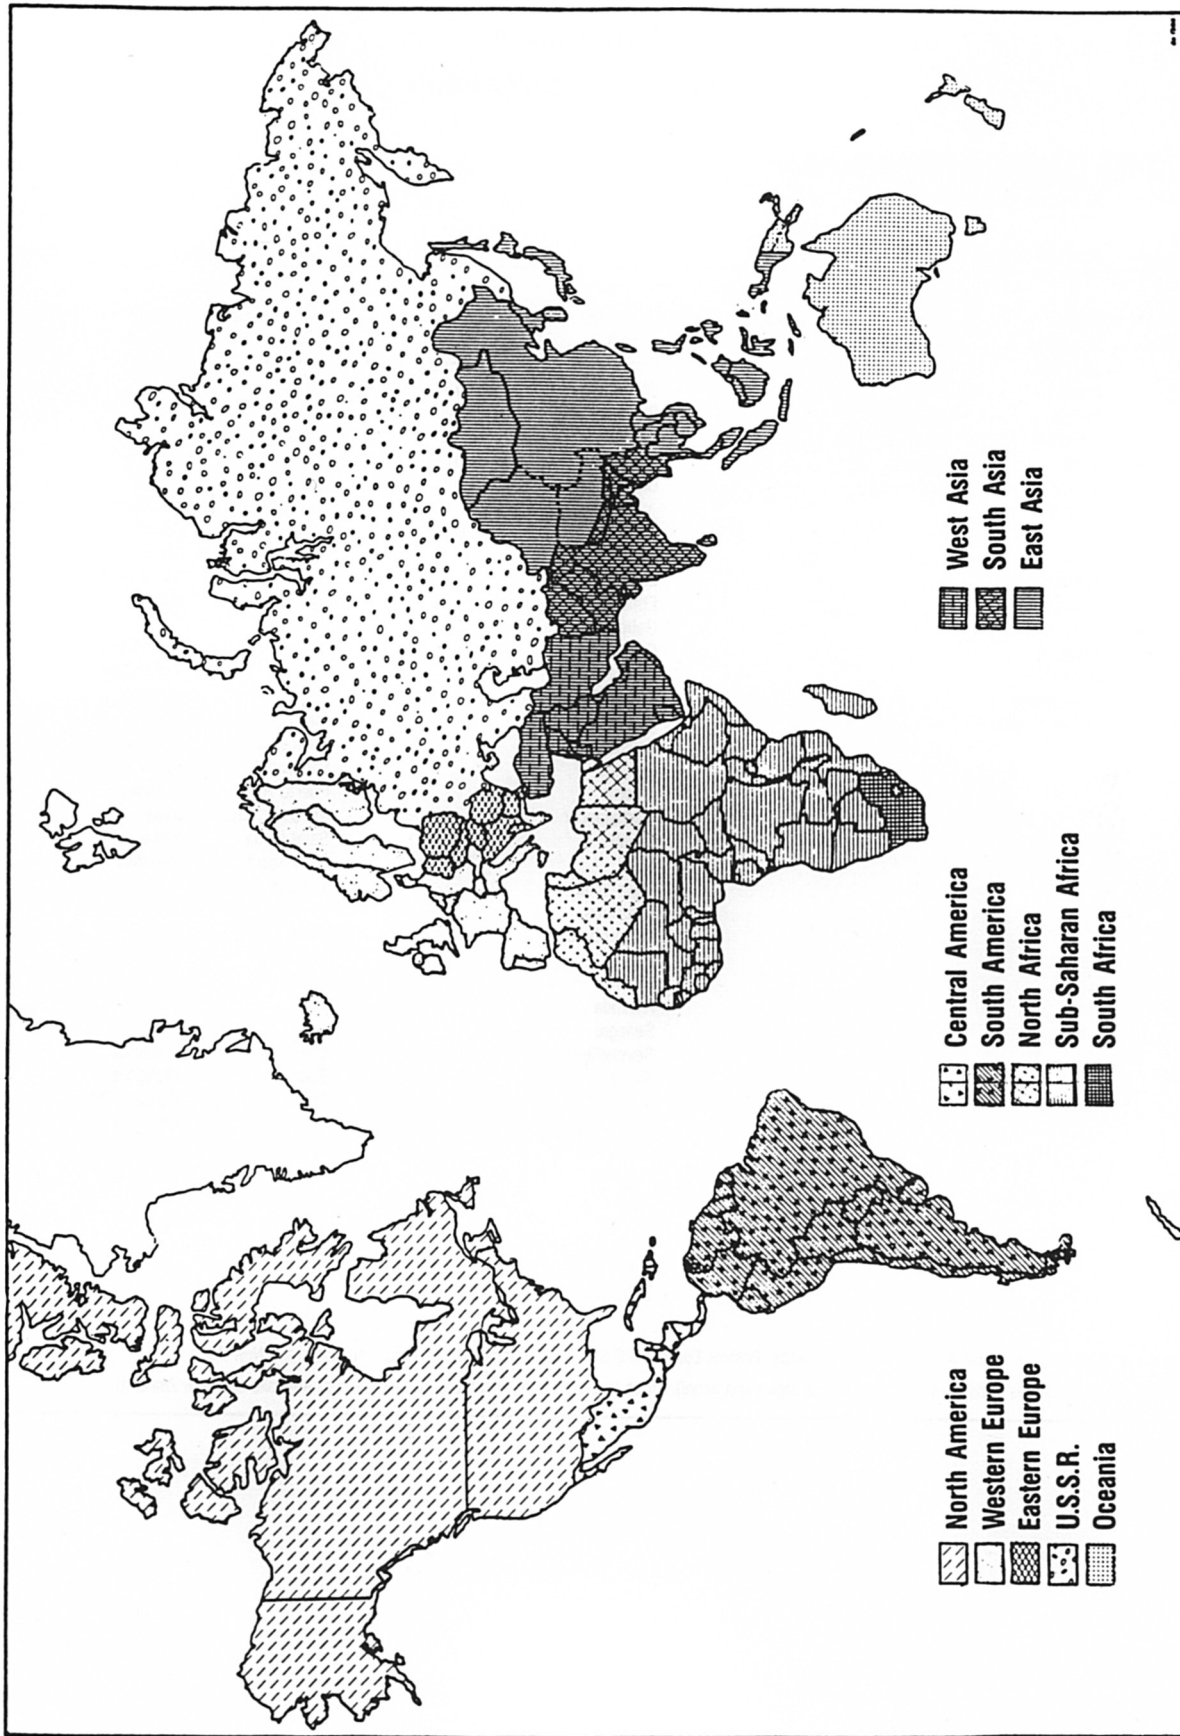 North America
Western Europe
Eastern Europe
U.S.S.R.
Oceania
Central America
South America
North Africa
Sub-Saharan Africa
South Africa
West Asia
South Asia
East Asia